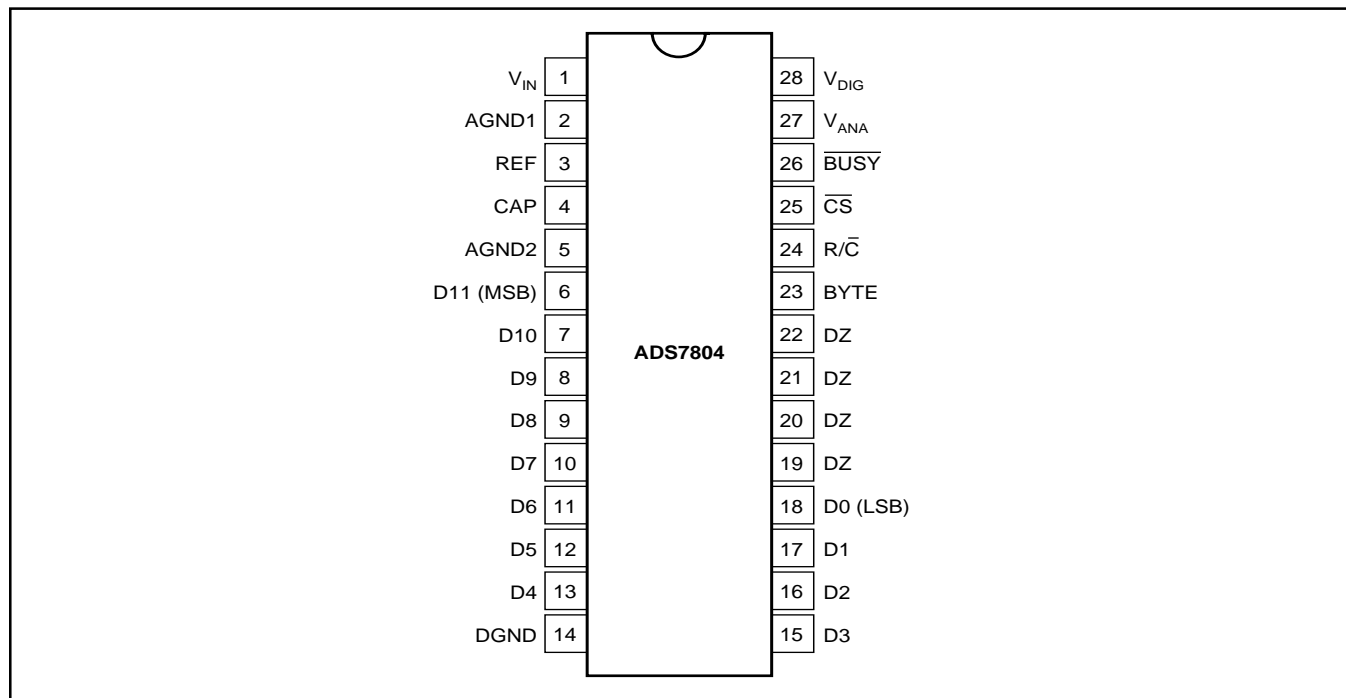 V_IN 1 28 V_DIG
AGND1 2 27 V_ANA
REF 3 26 B̅U̅S̅Y̅
CAP 4 25 C̅S̅
AGND2 5 24 R/C̅
D11 (MSB) 6 23 BYTE
D10 7 22 DZ
ADS7804
D9 8 21 DZ
D8 9 20 DZ
D7 10 19 DZ
D6 11 18 D0 (LSB)
D5 12 17 D1
D4 13 16 D2
DGND 14 15 D3